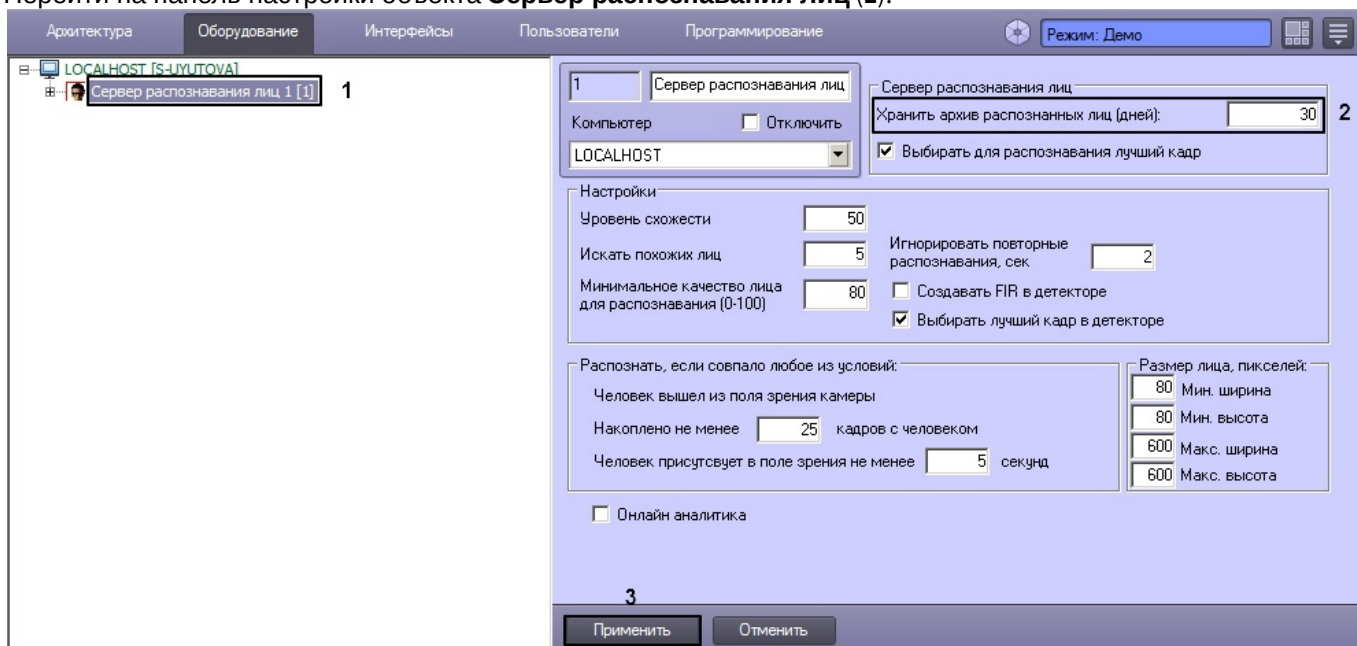 Перейти на панель настройки объекта Сервер распознавания лиц (1).
Архитектура Оборудование Интерфейсы Пользователи Программирование Режим: Демо
LOCALHOST [S-UYUTOVA]
Сервер распознавания лиц 1 [1] 1
1 Сервер распознавания лиц
Компьютер Отключить
LOCALHOST
Сервер распознавания лиц
Хранить архив распознанных лиц (дней): 30 2
Выбирать для распознавания лучший кадр
Настройки
Уровень схожести 50
Искать похожих лиц 5
Минимальное качество лица
для распознавания (0-100) 80
Игнорировать повторные
распознавания, сек 2
Создавать FIR в детекторе
Выбирать лучший кадр в детекторе
Распознать, если совпало любое из условий:
Человек вышел из поля зрения камеры
Накоплено не менее 25 кадров с человеком
Человек присутсвует в поле зрения не менее 5 секунд
Размер лица, пикселей:
80 Мин. ширина
80 Мин. высота
600 Макс. ширина
600 Макс. высота
Онлайн аналитика
3
Применить Отменить